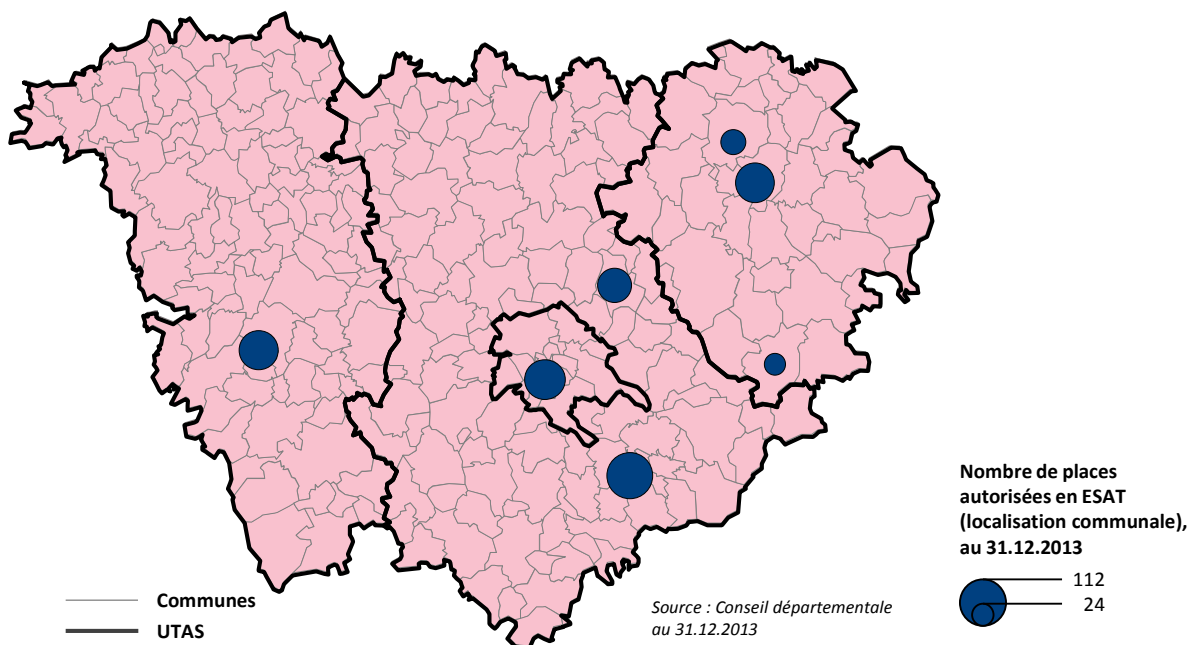 Nombre de places
autorisées en ESAT
(localisation communale),
au 31.12.2013
112
24
Communes
UTAS
Source : Conseil départementale
au 31.12.2013